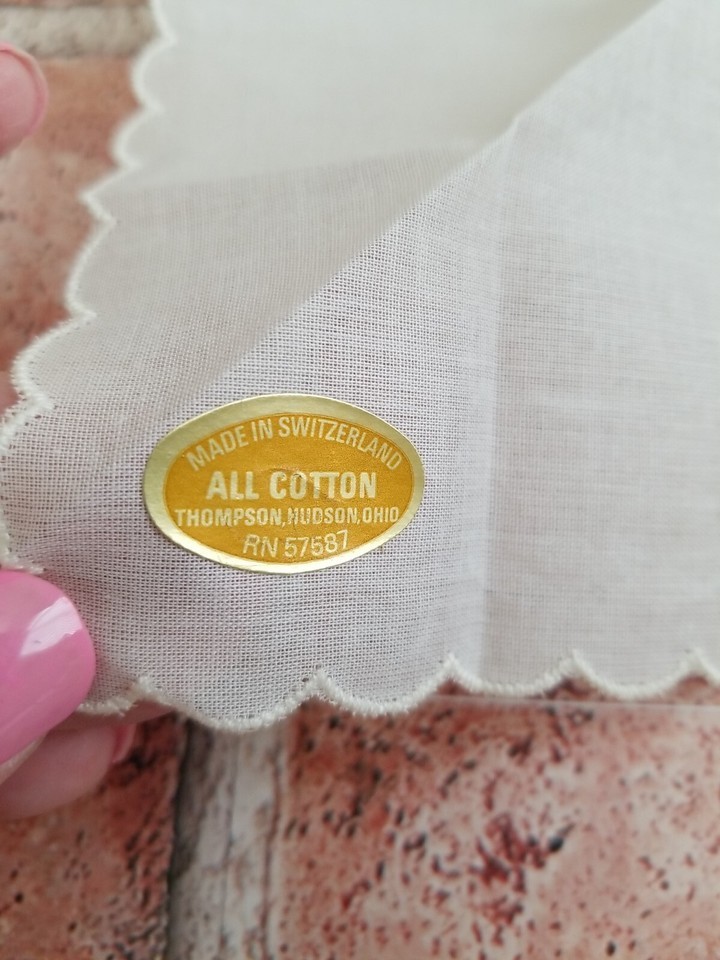 MADE IN SWITZERLAND
ALL COTTON
THOMPSON, HUDSON, OHIO
RN 57587